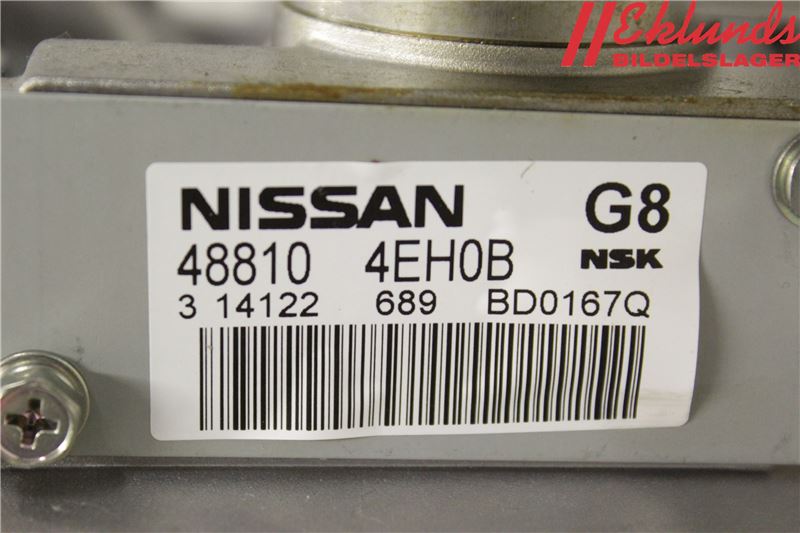 Eklunds
BILDELSLAGER
NISSAN G8
48810 4EH0B NSK
3 14122 689 BD0167Q